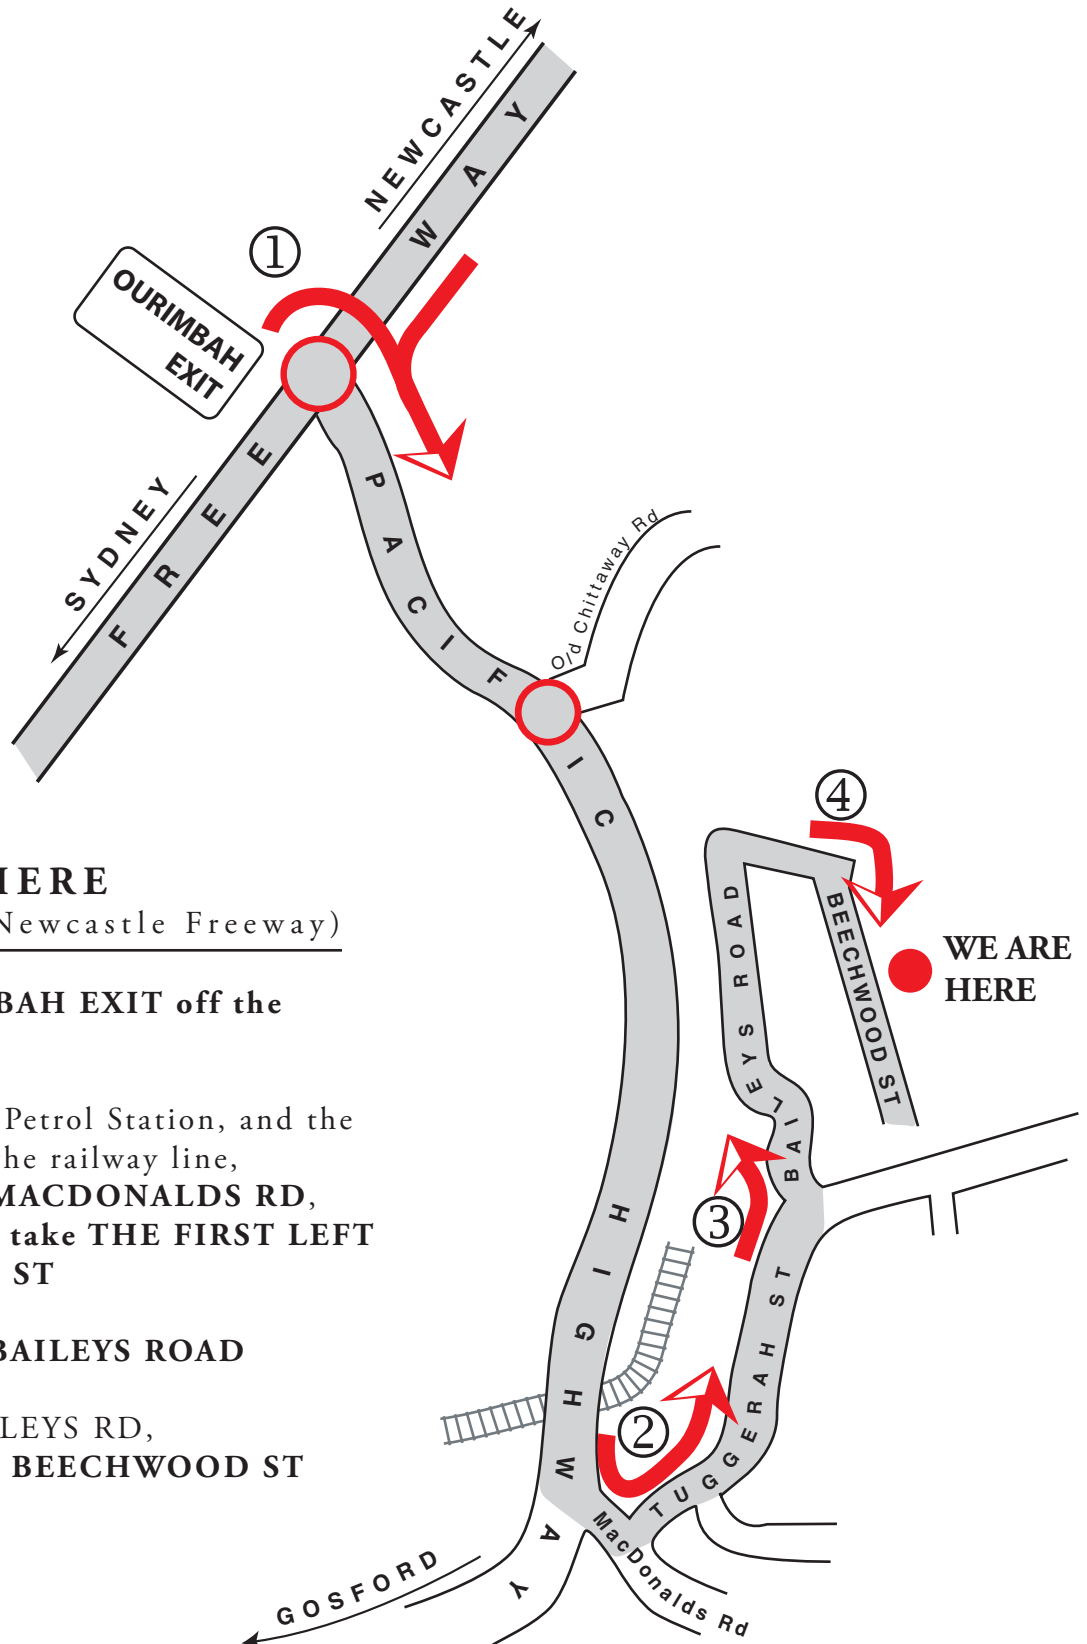 NEWCASTLE
FREEWAY
①
OURIMBAH
EXIT
SYDNEY
PACIFIC HIGHWAY
Old Chittaway Rd
④
HERE
Newcastle Freeway)
WE ARE
HERE
BAH EXIT off the
BAILEYS ROAD
BEECHWOOD ST
Petrol Station, and the
he railway line,
MACDONALDS RD,
take THE FIRST LEFT
ST
③
BAILEYS ROAD
TUGGERAH ST
②
LEYS RD,
BEECHWOOD ST
MacDonalds Rd
GOSFORD